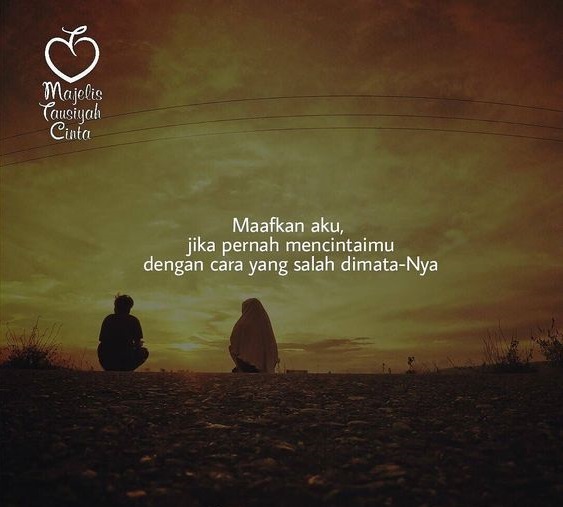 Majelis
Tausiyah
Cinta
Maafkan aku,
jika pernah mencintaimu
dengan cara yang salah dimata-Nya